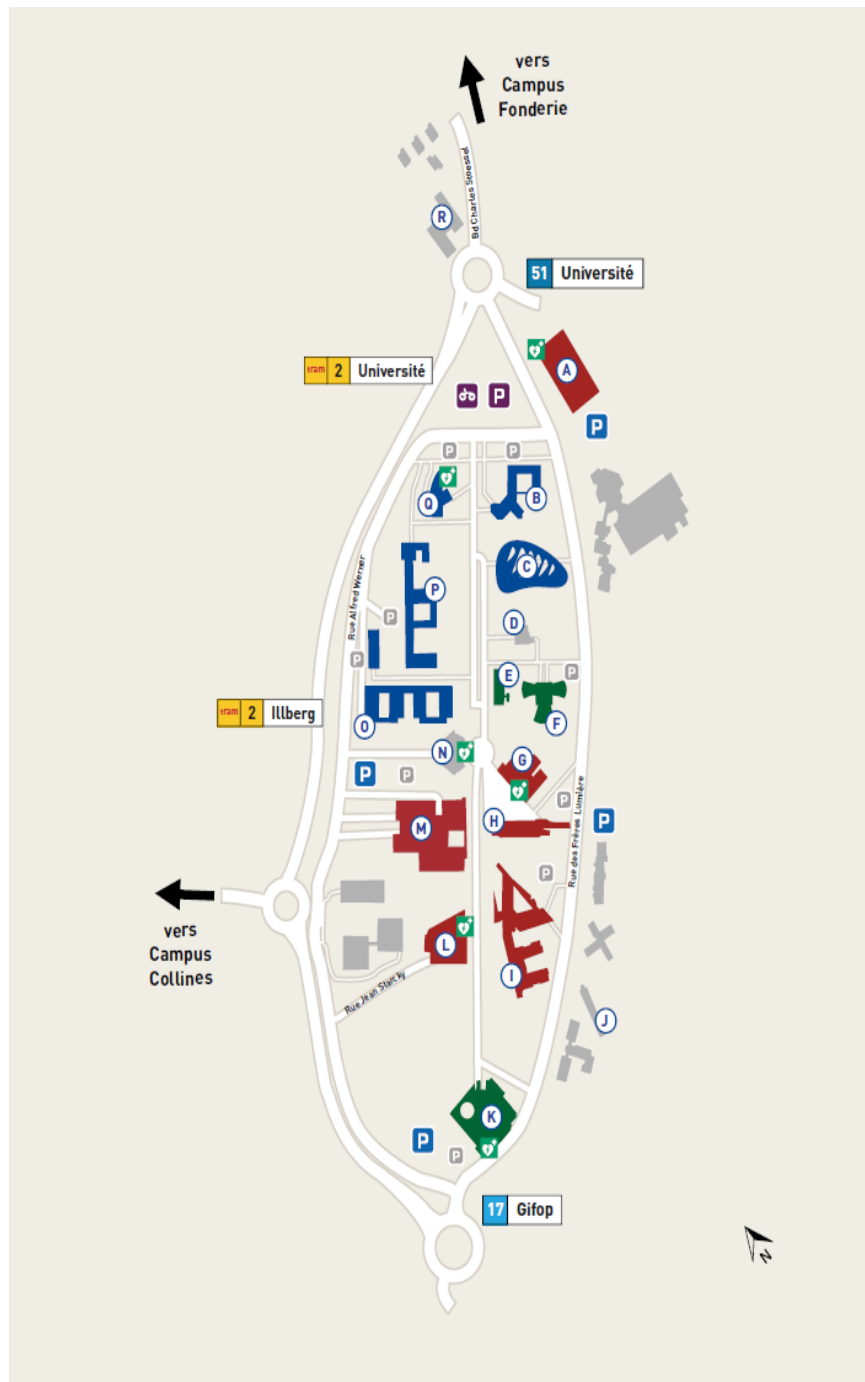 vers
Campus
Fonderie
Bd Charles Stoessel
R
51 Université
A
tram 2 Université
P
P
P P
Q
B
C
P
Rue Alfred Werner
P
D
P
E
P
F
tram 2 Illberg
O
N
G
P
P
P
M
H
P
Rue des Frères Lumière
P
vers
Campus
Collines
L
I
Rue Jean Starcky
J
K
P
P
17 Gifop
N